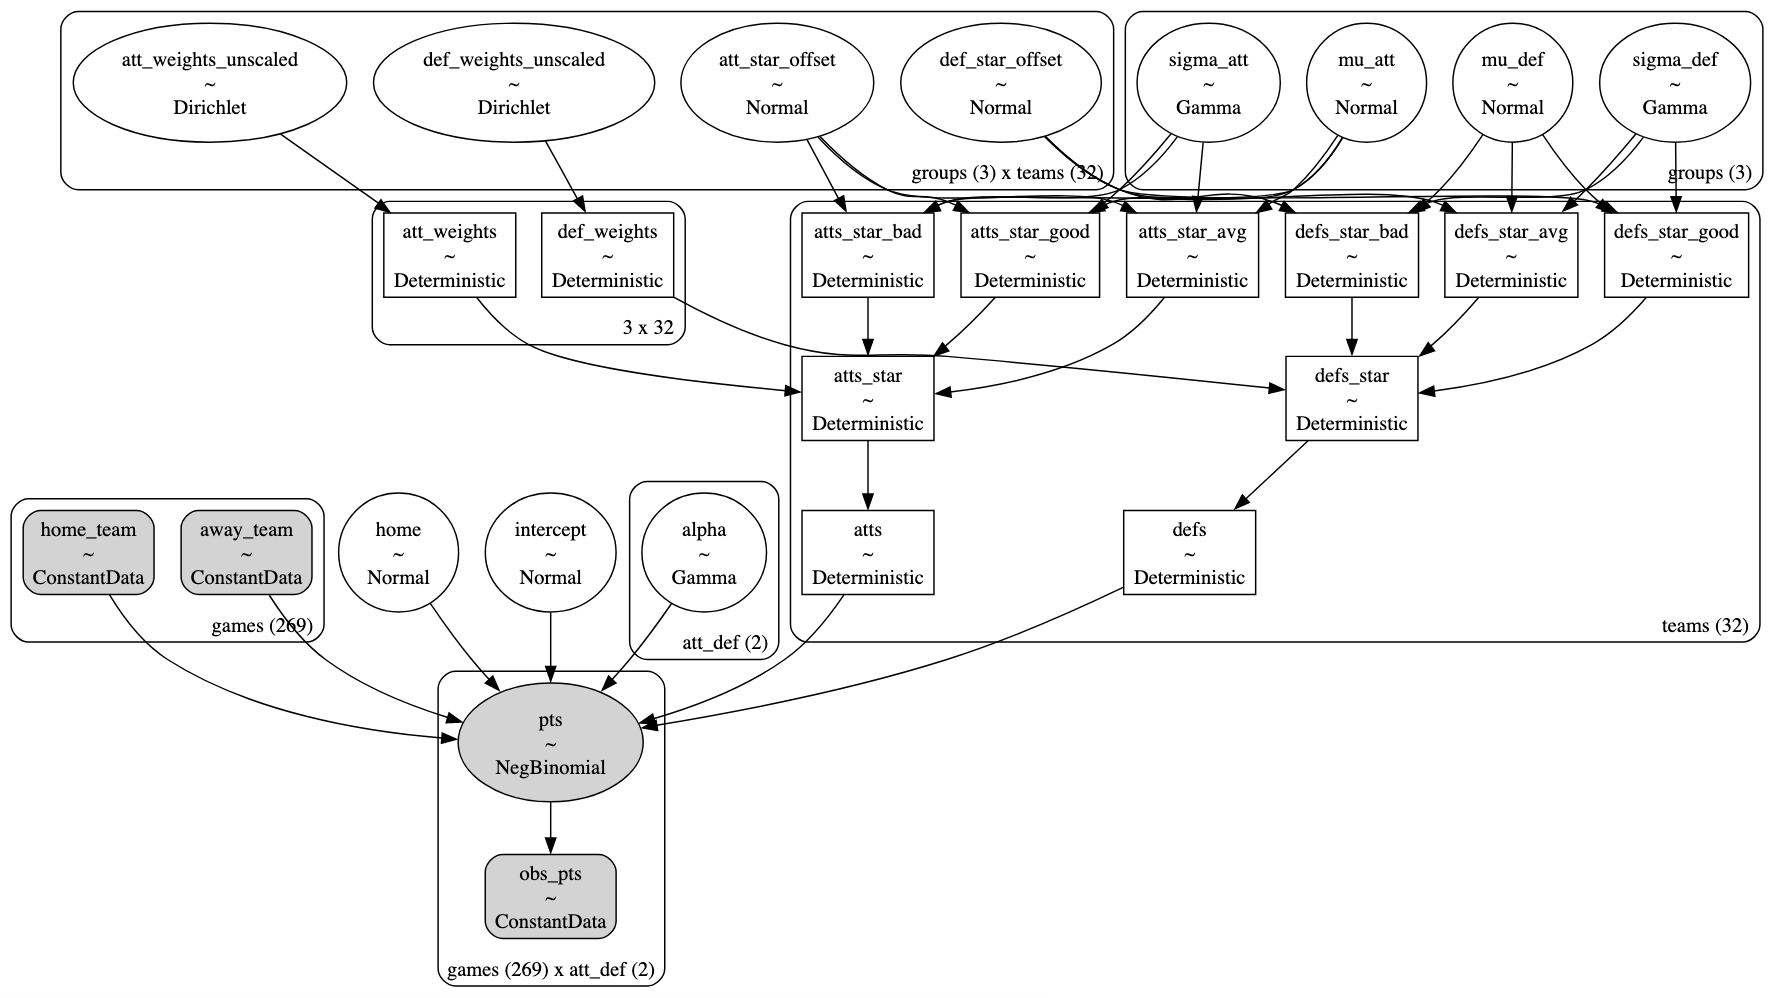 att_weights_unscaled
~
Dirichlet
def_weights_unscaled
~
Dirichlet
att_star_offset
~
Normal
def_star_offset
~
Normal
groups (3) x teams (32)
sigma_att
~
Gamma
mu_att
~
Normal
mu_def
~
Normal
sigma_def
~
Gamma
groups (3)
att_weights
~
Deterministic
def_weights
~
Deterministic
3 x 32
atts_star_bad
~
Deterministic
atts_star_good
~
Deterministic
atts_star_avg
~
Deterministic
defs_star_bad
~
Deterministic
defs_star_avg
~
Deterministic
defs_star_good
~
Deterministic
atts_star
~
Deterministic
defs_star
~
Deterministic
atts
~
Deterministic
defs
~
Deterministic
teams (32)
home_team
~
ConstantData
away_team
~
ConstantData
games (269)
home
~
Normal
intercept
~
Normal
alpha
~
Gamma
att_def (2)
pts
~
NegBinomial
obs_pts
~
ConstantData
games (269) x att_def (2)